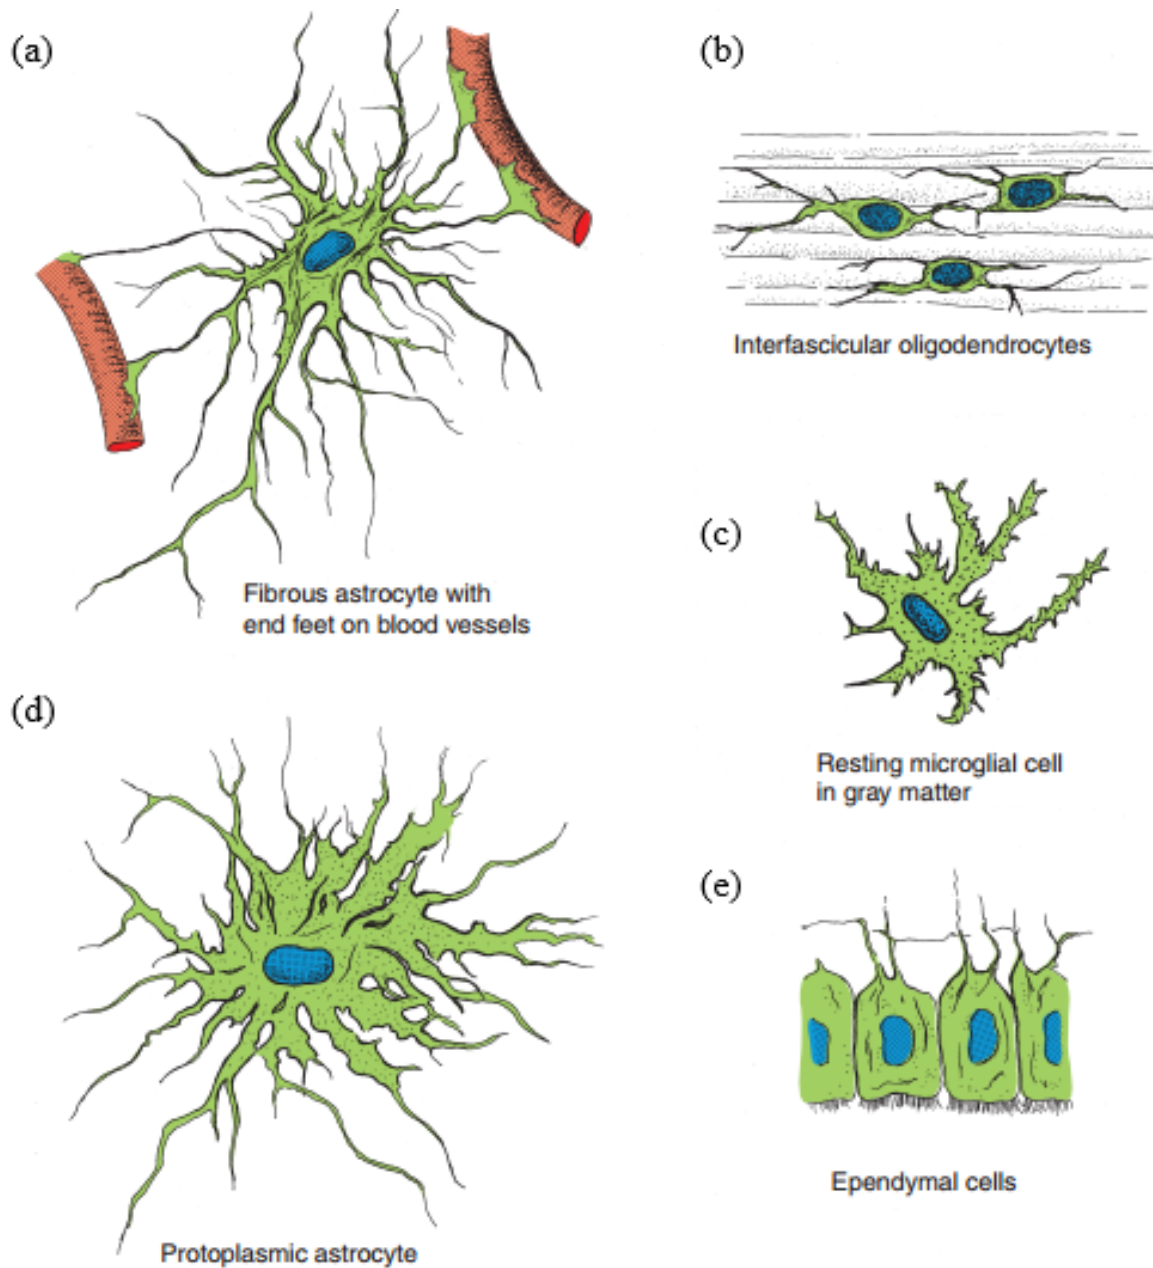 (a)
(b)
Interfascicular oligodendrocytes
(c)
Fibrous astrocyte with
end feet on blood vessels
(d)
Resting microglial cell
in gray matter
(e)
Ependymal cells
Protoplasmic astrocyte